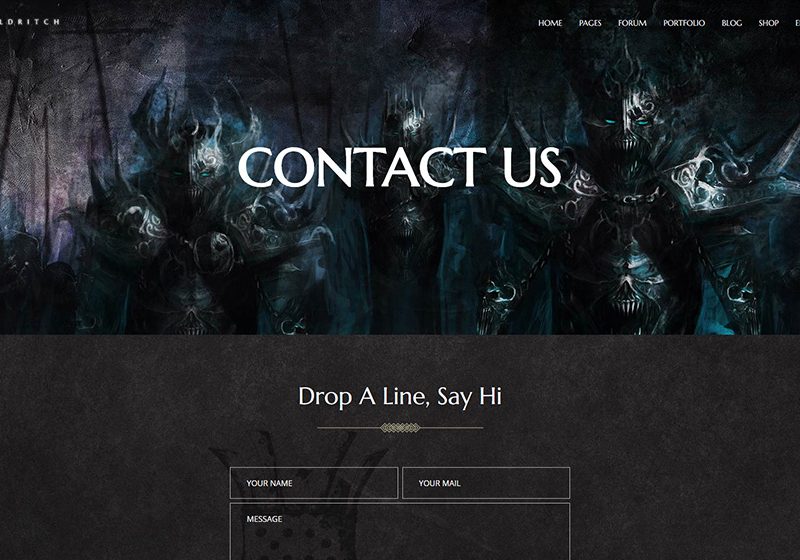 LDRITCH
HOME PAGES FORUM PORTFOLIO BLOG SHOP
CONTACT US
Drop A Line, Say Hi
YOUR NAME YOUR MAIL
MESSAGE